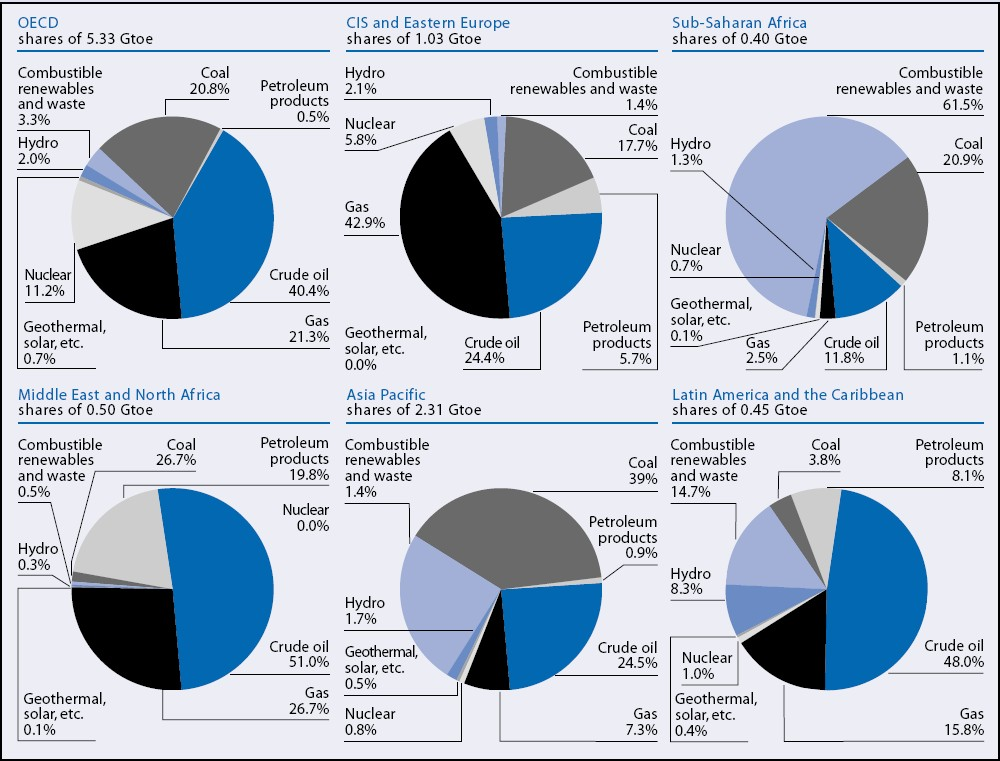 OECD
shares of 5.33 Gtoe
Combustible
renewables
and waste
3.3%
Coal
20.8%
Petroleum
products
0.5%
Hydro
2.0%
Nuclear
11.2%
Geothermal,
solar, etc.
0.7%
Crude oil
40.4%
Gas
21.3%
CIS and Eastern Europe
shares of 1.03 Gtoe
Hydro
2.1%
Combustible
renewables and waste
1.4%
Nuclear
5.8%
Coal
17.7%
Gas
42.9%
Geothermal,
solar, etc.
0.0%
Crude oil
24.4%
Petroleum
products
5.7%
Sub-Saharan Africa
shares of 0.40 Gtoe
Combustible
renewables and waste
61.5%
Hydro
1.3%
Coal
20.9%
Nuclear
0.7%
Geothermal,
solar, etc.
0.1%
Gas
2.5%
Crude oil
11.8%
Petroleum
products
1.1%
Middle East and North Africa
shares of 0.50 Gtoe
Combustible
renewables
and waste
0.5%
Coal
26.7%
Petroleum
products
19.8%
Nuclear
0.0%
Hydro
0.3%
Crude oil
51.0%
Geothermal,
solar, etc.
0.1%
Gas
26.7%
Asia Pacific
shares of 2.31 Gtoe
Combustible
renewables
and waste
1.4%
Coal
39%
Petroleum
products
0.9%
Hydro
1.7%
Geothermal,
solar, etc.
0.5%
Nuclear
0.8%
Crude oil
24.5%
Gas
7.3%
Latin America and the Caribbean
shares of 0.45 Gtoe
Combustible
renewables
and waste
14.7%
Coal
3.8%
Petroleum
products
8.1%
Hydro
8.3%
Nuclear
1.0%
Geothermal,
solar, etc.
0.4%
Crude oil
48.0%
Gas
15.8%